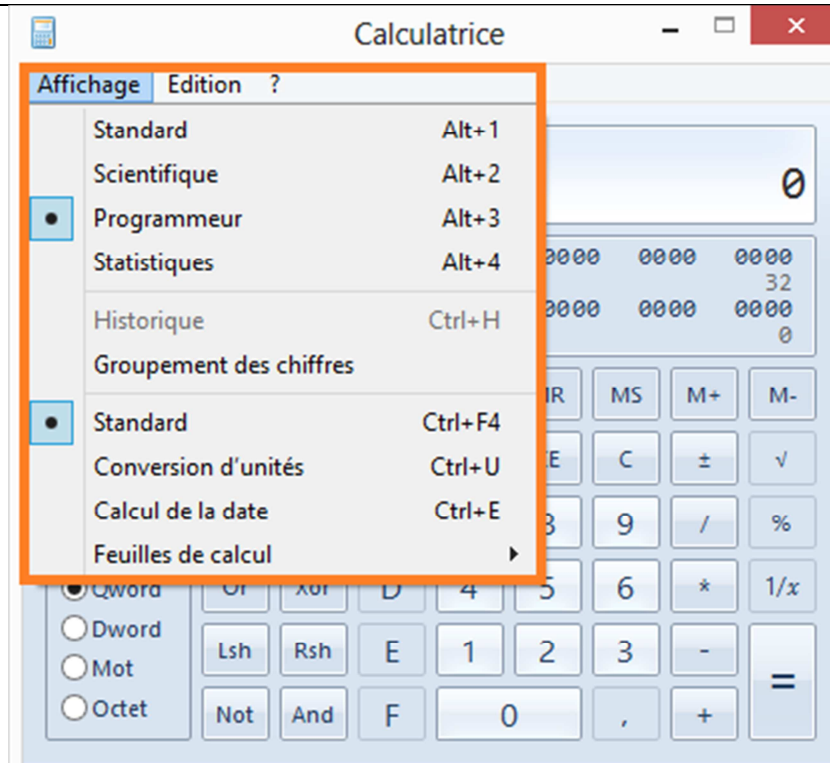 Calculatrice
Affichage Edition ?
0
Standard Alt+1
Scientifique Alt+2
Programmeur Alt+3
Statistiques Alt+4
Historique Ctrl+H
Groupement des chiffres
Standard Ctrl+F4
Conversion d'unités Ctrl+U
Calcul de la date Ctrl+E
Feuilles de calcul
0000 0000
32
0000 0000
0
MS M+ M-
C ± √
9 / %
Qword Or Xor D 4 5 6 * 1/x
Dword
Lsh Rsh E 1 2 3 - =
Mot
Octet
Not And F 0 , +